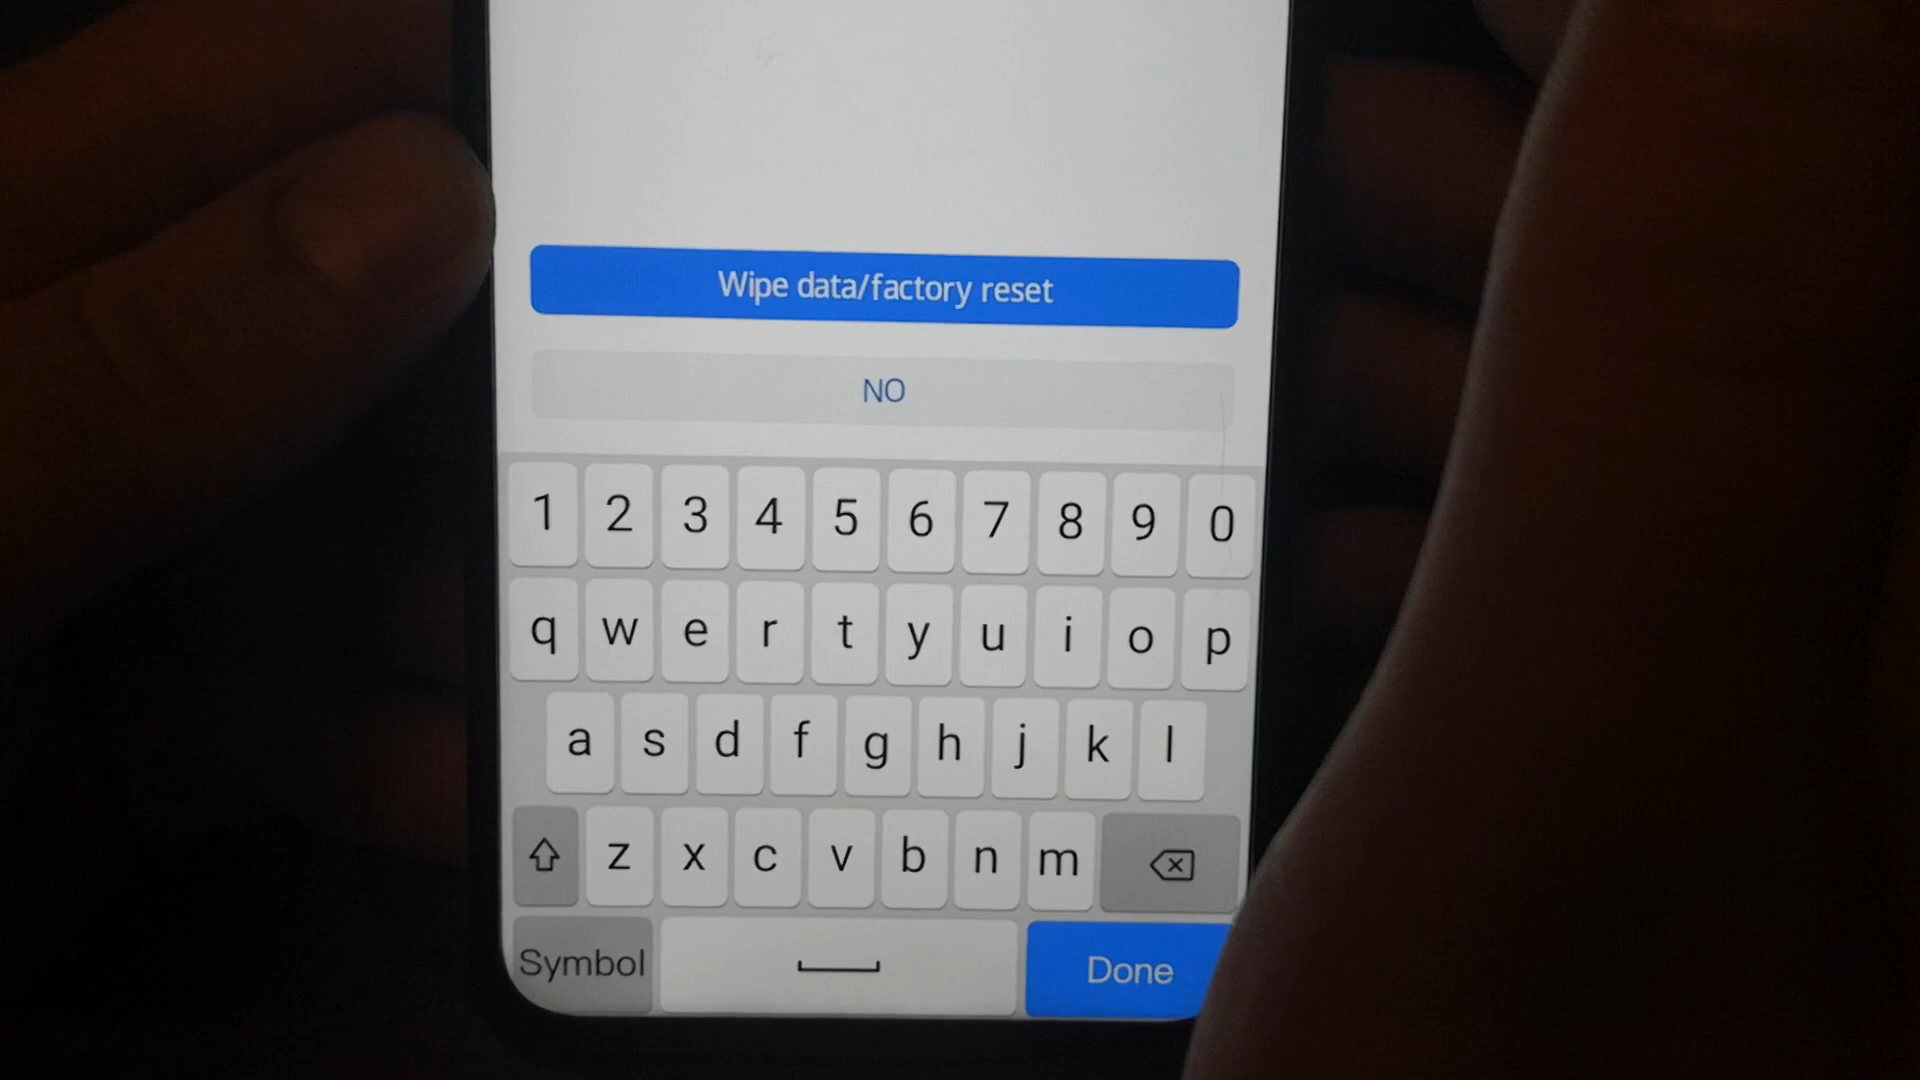 Wipe data/factory reset
NO
1 2 3 4 5 6 7 8 9 0
q w e r t y u i o p
a s d f g h j k l
z x c v b n m
Symbol Done